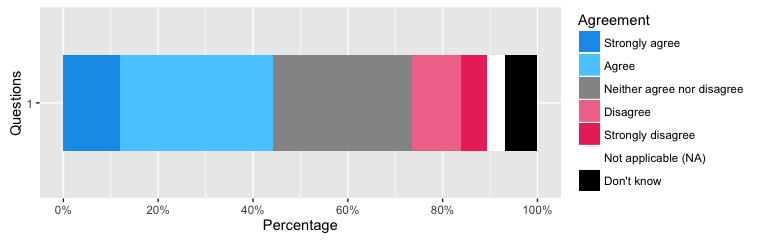 Agreement
Strongly agree
Agree
Neither agree nor disagree
Disagree
Strongly disagree
Not applicable (NA)
Don't know
Questions
1
0%
20%
40%
60%
80%
100%
Percentage